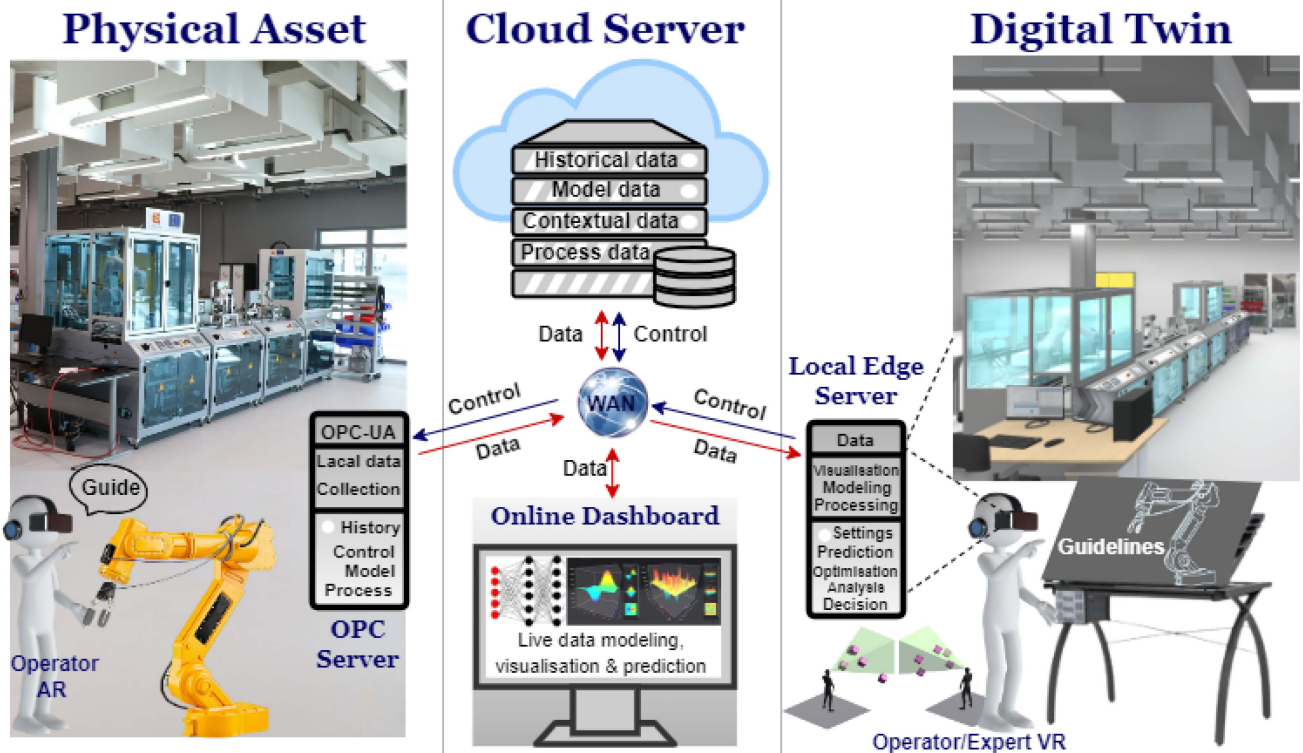 Physical Asset
Cloud Server
Digital Twin
Historical data
Model data
Contextual data
Process data
Data
Control
WAN
Control
Data
Control
Data
Data
OPC-UA
Lacal data
Collection
History
Control
Model
Process
OPC
Server
Guide
Operator
AR
Online Dashboard
Live data modeling,
visualisation & prediction
Local Edge
Server
Data
Visualisation
Modeling
Processing
Settings
Prediction
Optimisation
Analysis
Decision
Guidelines
Operator/Expert VR